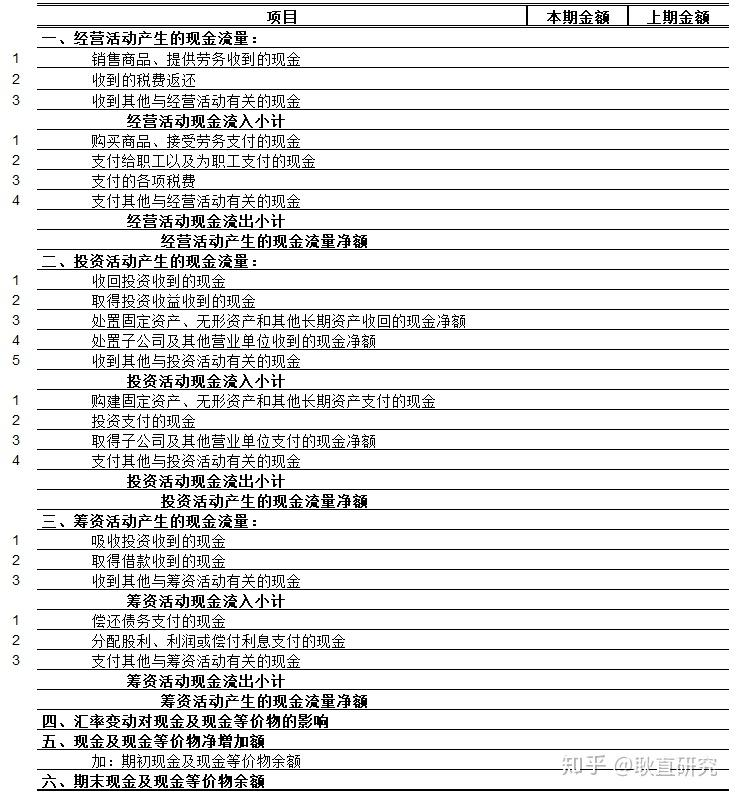 项目 本期金额 上期金额
一、经营活动产生的现金流量：
1 销售商品、提供劳务收到的现金
2 收到的税费返还
3 收到其他与经营活动有关的现金
经营活动现金流入小计
1 购买商品、接受劳务支付的现金
2 支付给职工以及为职工支付的现金
3 支付的各项税费
4 支付其他与经营活动有关的现金
经营活动现金流出小计
经营活动产生的现金流量净额
二、投资活动产生的现金流量：
1 收回投资收到的现金
2 取得投资收益收到的现金
3 处置固定资产、无形资产和其他长期资产收回的现金净额
4 处置子公司及其他营业单位收到的现金净额
5 收到其他与投资活动有关的现金
投资活动现金流入小计
1 购建固定资产、无形资产和其他长期资产支付的现金
2 投资支付的现金
3 取得子公司及其他营业单位支付的现金净额
4 支付其他与投资活动有关的现金
投资活动现金流出小计
投资活动产生的现金流量净额
三、筹资活动产生的现金流量：
1 吸收投资收到的现金
2 取得借款收到的现金
3 收到其他与筹资活动有关的现金
筹资活动现金流入小计
1 偿还债务支付的现金
2 分配股利、利润或偿付利息支付的现金
3 支付其他与筹资活动有关的现金
筹资活动现金流出小计
筹资活动产生的现金流量净额
四、汇率变动对现金及现金等价物的影响
五、现金及现金等价物净增加额
加：期初现金及现金等价物余额
六、期末现金及现金等价物余额
知乎 @耿直研究